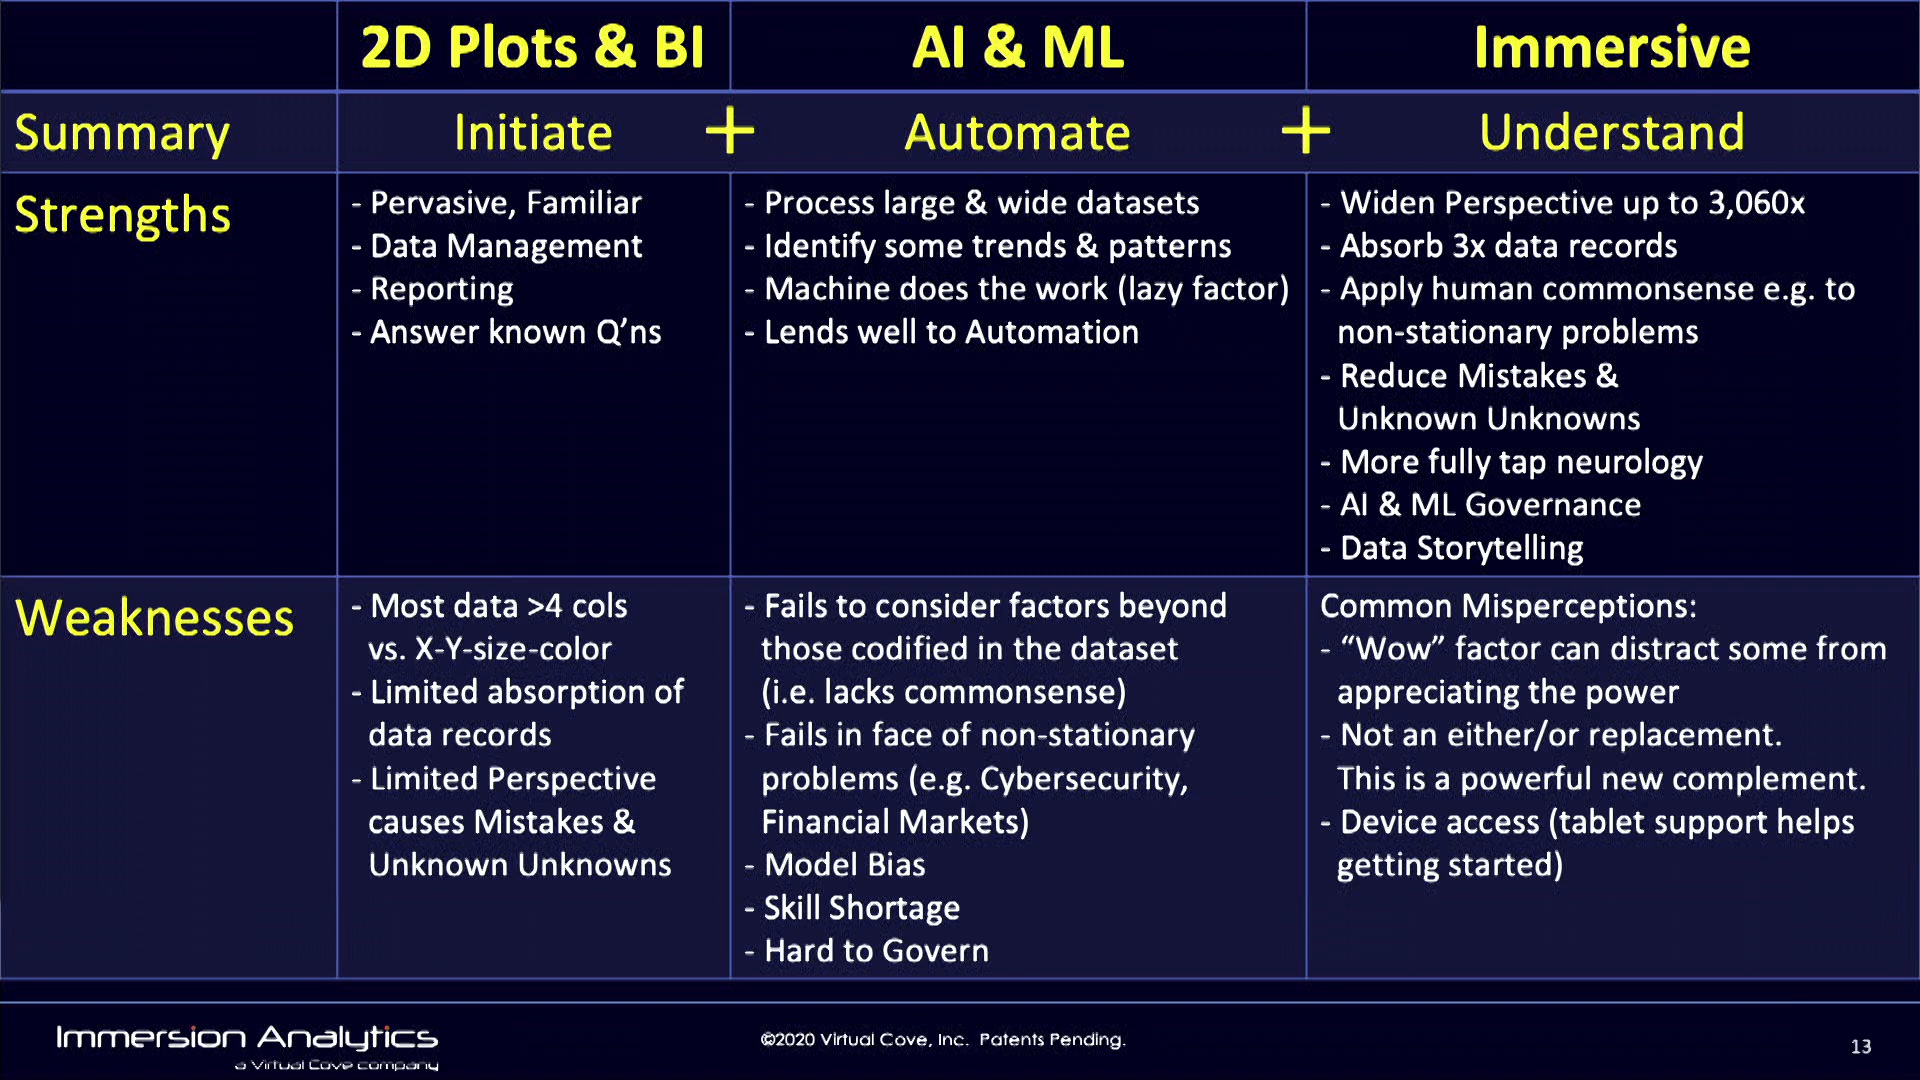 2D Plots & BI
AI & ML
Immersive
Summary
Initiate
+
Automate
+
Understand
Strengths
- Pervasive, Familiar
- Data Management
- Reporting
- Answer known Q’ns
- Process large & wide datasets
- Identify some trends & patterns
- Machine does the work (lazy factor)
- Lends well to Automation
- Widen Perspective up to 3,060x
- Absorb 3x data records
- Apply human commonsense e.g. to
non-stationary problems
- Reduce Mistakes &
Unknown Unknowns
- More fully tap neurology
- AI & ML Governance
- Data Storytelling
Weaknesses
- Most data >4 cols
vs. X-Y-size-color
- Limited absorption of
data records
- Limited Perspective
causes Mistakes &
Unknown Unknowns
- Fails to consider factors beyond
those codified in the dataset
(i.e. lacks commonsense)
- Fails in face of non-stationary
problems (e.g. Cybersecurity,
Financial Markets)
- Model Bias
- Skill Shortage
- Hard to Govern
Common Misperceptions:
- “Wow” factor can distract some from
appreciating the power
- Not an either/or replacement.
This is a powerful new complement.
- Device access (tablet support helps
getting started)
Immersion Analytics
a Virtual Cove company
©2020 Virtual Cove, Inc. Patents Pending.
13